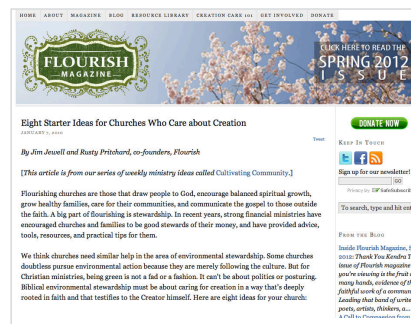 HOME ABOUT MAGAZINE BLOG RESOURCE LIBRARY CREATION CARE 101 GET INVOLVED DONATE
FLOURISH
MAGAZINE
CLICK HERE TO READ THE
SPRING 2012
ISSUE
Eight Starter Ideas for Churches Who Care about Creation
JANUARY 7, 2010
Tweet
By Jim Jewell and Rusty Pritchard, co-founders, Flourish
[This article is from our series of weekly ministry ideas called Cultivating Community.]
Flourishing churches are those that draw people to God, encourage balanced spiritual growth,
grow healthy families, care for their communities, and communicate the gospel to those outside
the faith. A big part of flourishing is stewardship. In recent years, strong financial ministries have
encouraged churches and families to be good stewards of their money, and have provided advice,
tools, resources, and practical tips for them.
We think churches need similar help in the area of environmental stewardship. Some churches
doubtless pursue environmental action because they are merely following the culture. But for
Christian ministries, being green is not a fad or a fashion. It can't be about politics or posturing.
Biblical environmental stewardship must be about caring for creation in a way that's deeply
rooted in faith and that testifies to the Creator himself. Here are eight ideas for your church:
DONATE NOW
KEEP IN TOUCH
Sign up for our newsletter!
GO
Privacy by SafeSubscri
To search, type and hit ent
FROM THE BLOG
Inside Flourish Magazine, S
2012: Thank You Kendra T
issue of Flourish magazine
you're viewing is the fruit o
many hands, evidence of th
faithful work of a communi
Leading that band of write
poets, artists, thinkers, a...
A Call to Compassion from